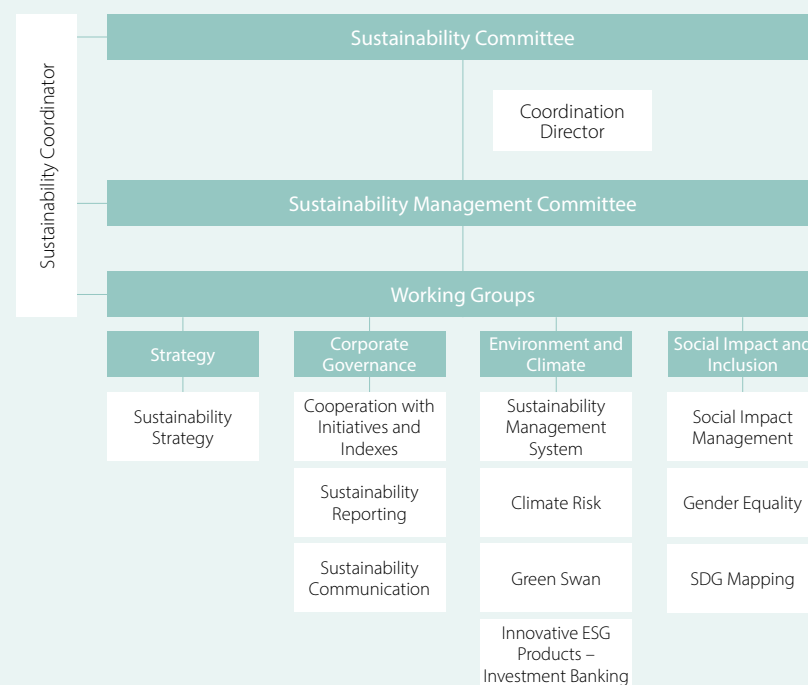 Sustainability Coordinator
Sustainability Committee
Coordination
Director
Sustainability Management Committee
Working Groups
Strategy
Sustainability
Strategy
Corporate
Governance
Cooperation with
Initiatives and
Indexes
Sustainability
Reporting
Sustainability
Communication
Environment and
Climate
Sustainability
Management
System
Climate Risk
Green Swan
Innovative ESG
Products –
Investment Banking
Social Impact and
Inclusion
Social Impact
Management
Gender Equality
SDG Mapping